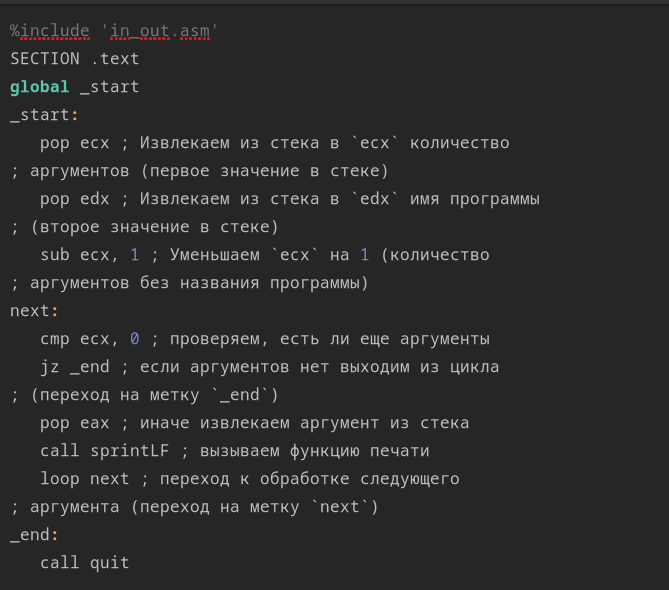 %include 'in_out.asm'
SECTION .text
global _start
_start:
pop ecx ; Извлекаем из стека в `ecx` количество
; аргументов (первое значение в стеке)
pop edx ; Извлекаем из стека в `edx` имя программы
; (второе значение в стеке)
sub ecx, 1 ; Уменьшаем `ecx` на 1 (количество
; аргументов без названия программы)
next:
cmp ecx, 0 ; проверяем, есть ли еще аргументы
jz _end ; если аргументов нет выходим из цикла
; (переход на метку `_end`)
pop eax ; иначе извлекаем аргумент из стека
call sprintLF ; вызываем функцию печати
loop next ; переход к обработке следующего
; аргумента (переход на метку `next`)
_end:
call quit